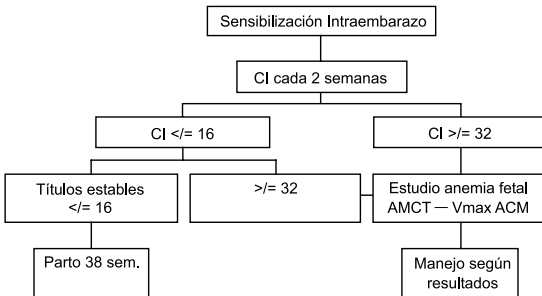 Sensibilización Intraembarazo
CI cada 2 semanas
CI </= 16
CI >/= 32
Títulos estables
</= 16
>/= 32
Estudio anemia fetal
AMCT — Vmax ACM
Parto 38 sem.
Manejo según
resultados